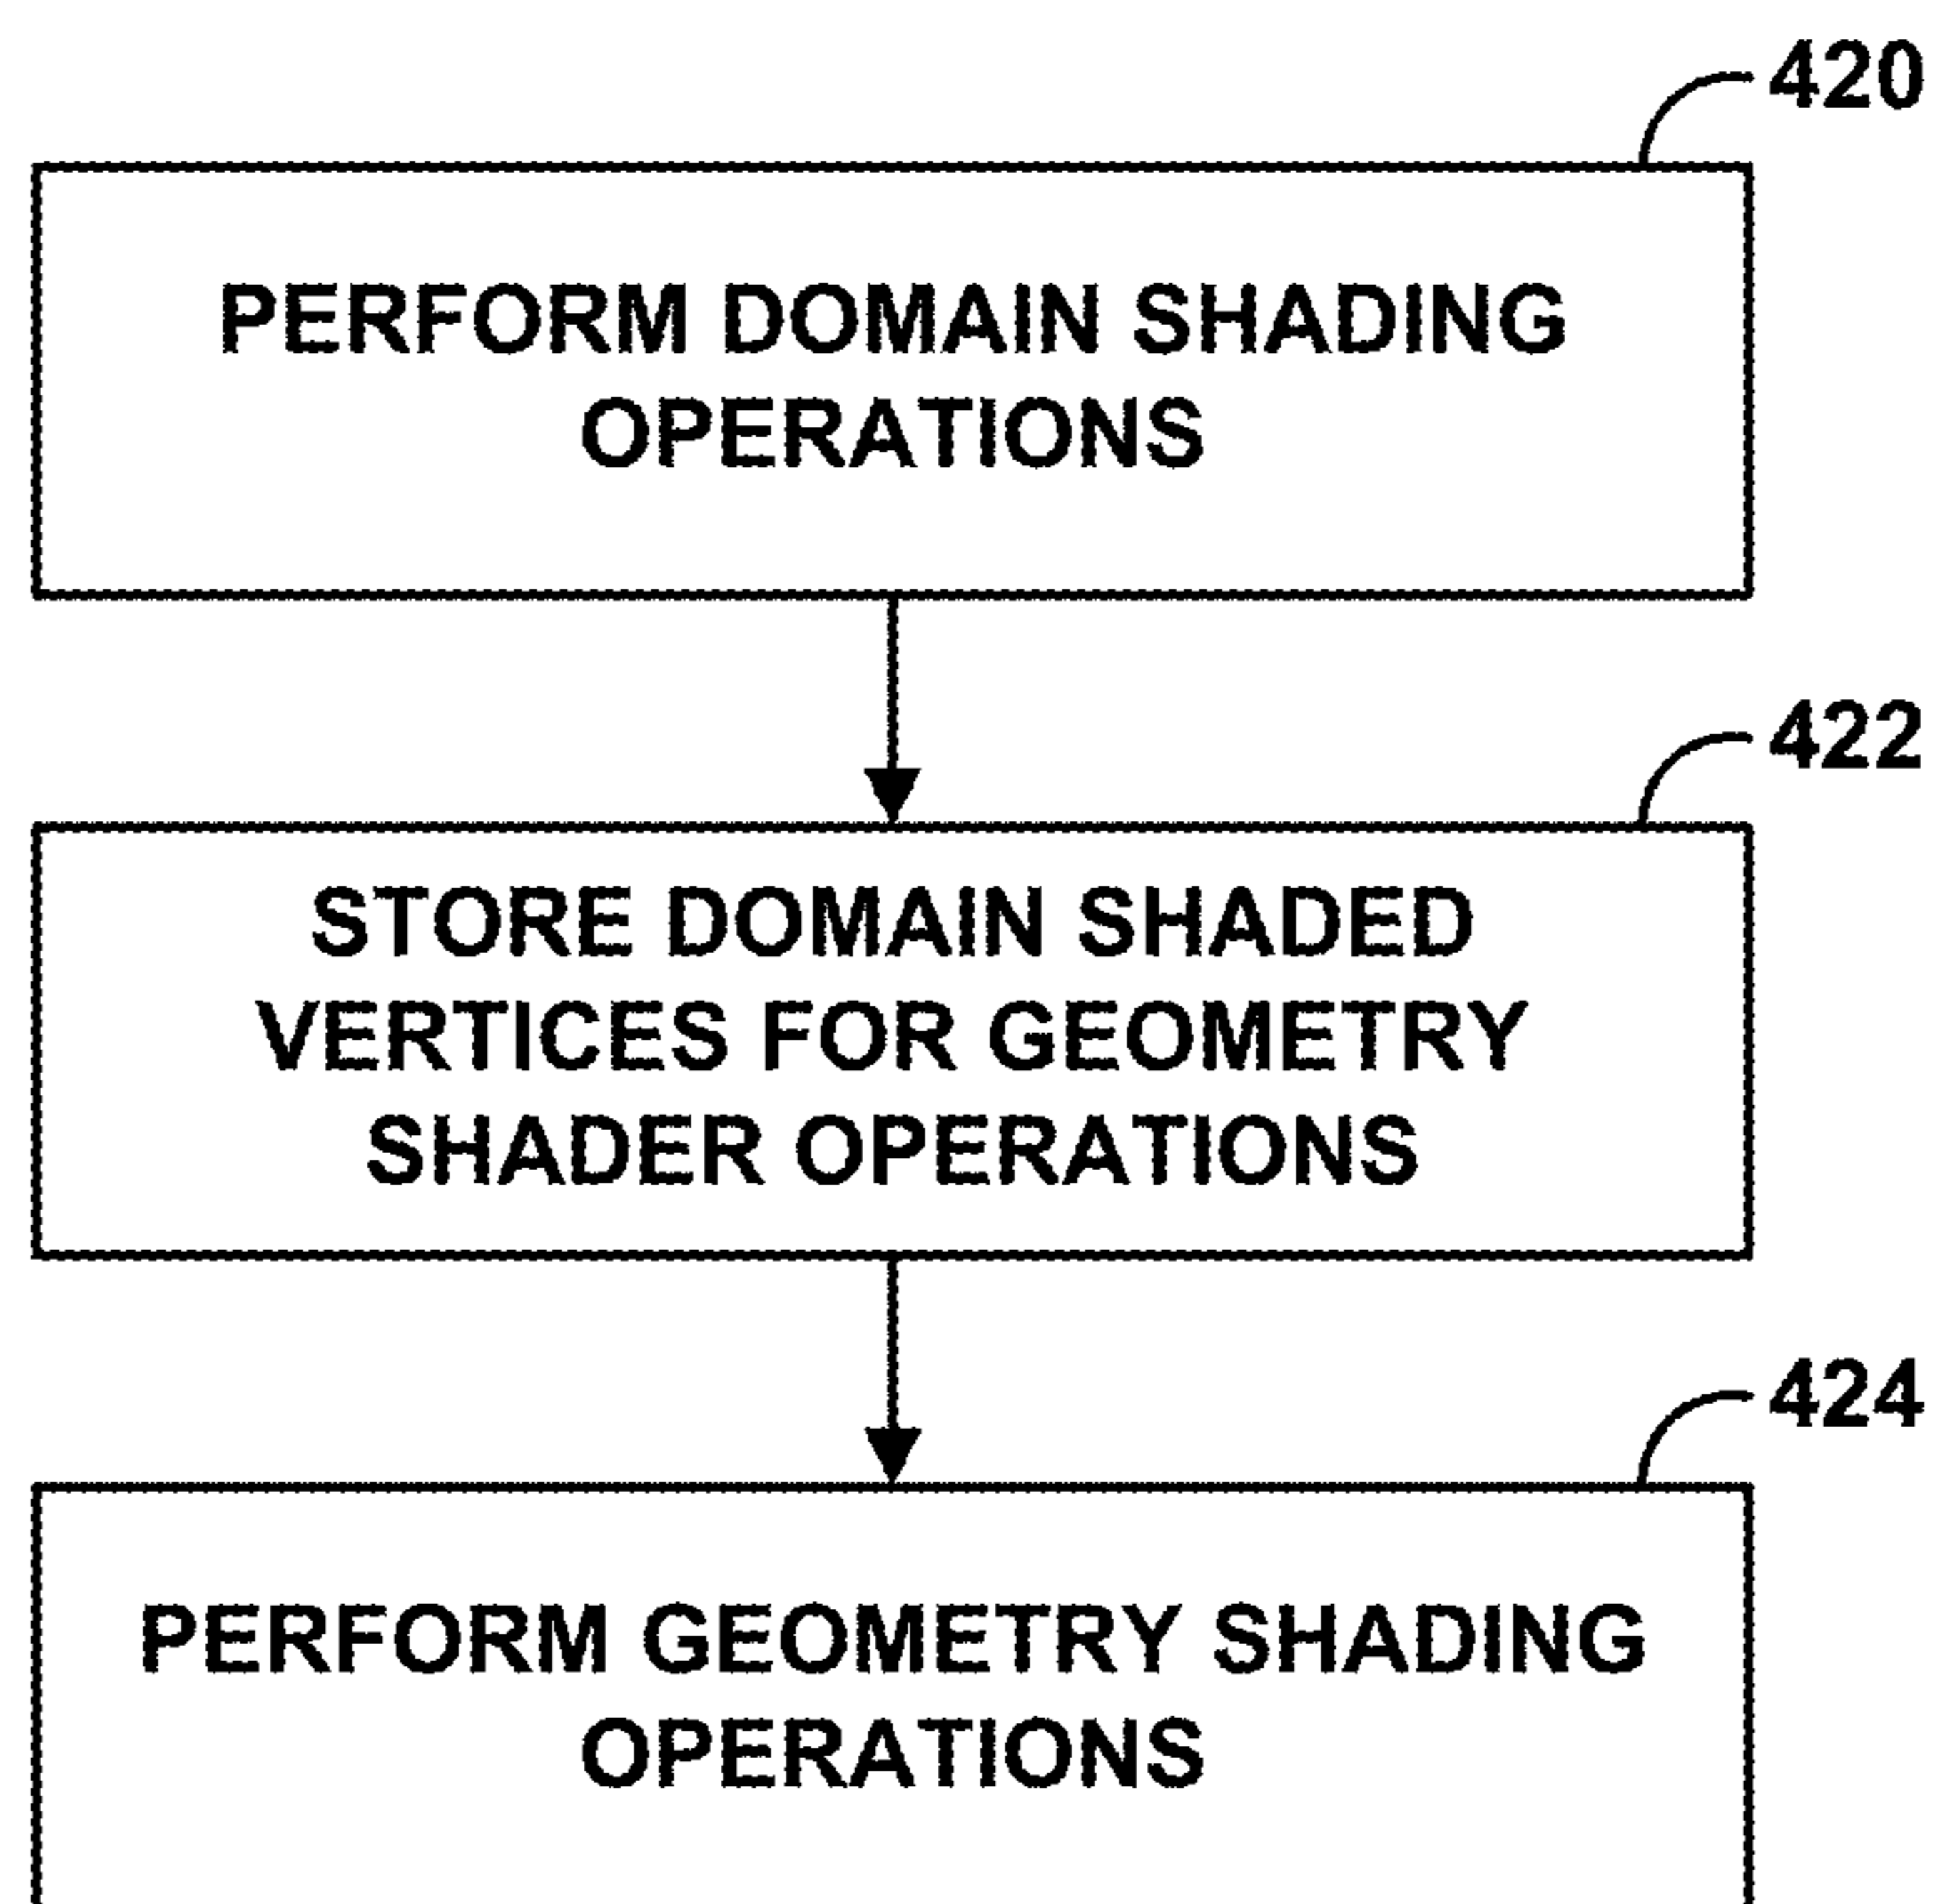 420
PERFORM DOMAIN SHADING
OPERATIONS
422
STORE DOMAIN SHADED
VERTICES FOR GEOMETRY
SHADER OPERATIONS
424
PERFORM GEOMETRY SHADING
OPERATIONS